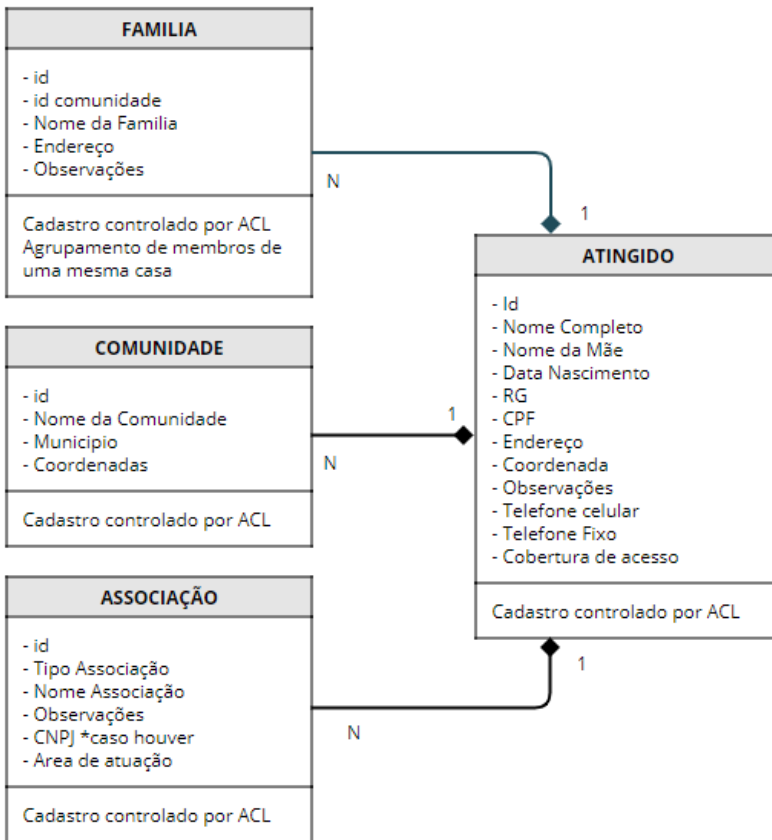 FAMILIA
- id
- id comunidade
- Nome da Familia
- Endereço
- Observações
Cadastro controlado por ACL
Agrupamento de membros de
uma mesma casa
N
1
COMUNIDADE
- id
- Nome da Comunidade
- Municipio
- Coordenadas
Cadastro controlado por ACL
N
1
ATINGIDO
- Id
- Nome Completo
- Nome da Mãe
- Data Nascimento
- RG
- CPF
- Endereço
- Coordenada
- Observações
- Telefone celular
- Telefone Fixo
- Cobertura de acesso
Cadastro controlado por ACL
1
ASSOCIAÇÃO
- id
- Tipo Associação
- Nome Associação
- Observações
- CNPJ *caso houver
- Area de atuação
Cadastro controlado por ACL
N